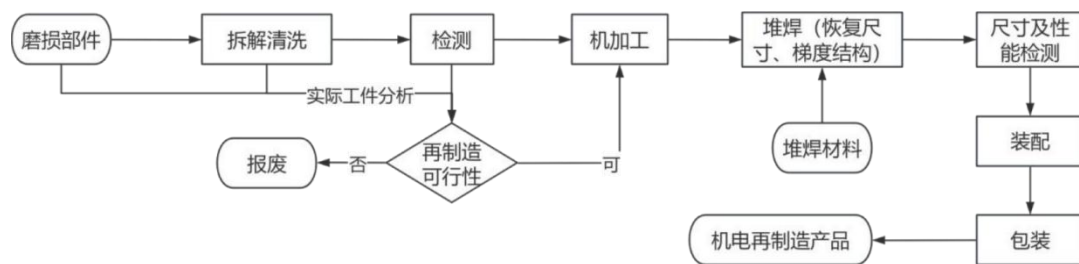 磨损部件
拆解清洗
检测
机加工
堆焊（恢复尺
寸、梯度结构）
尺寸及性
能检测
实际工件分析
再制造
可行性
否
报废
可
堆焊材料
装配
包装
机电再制造产品